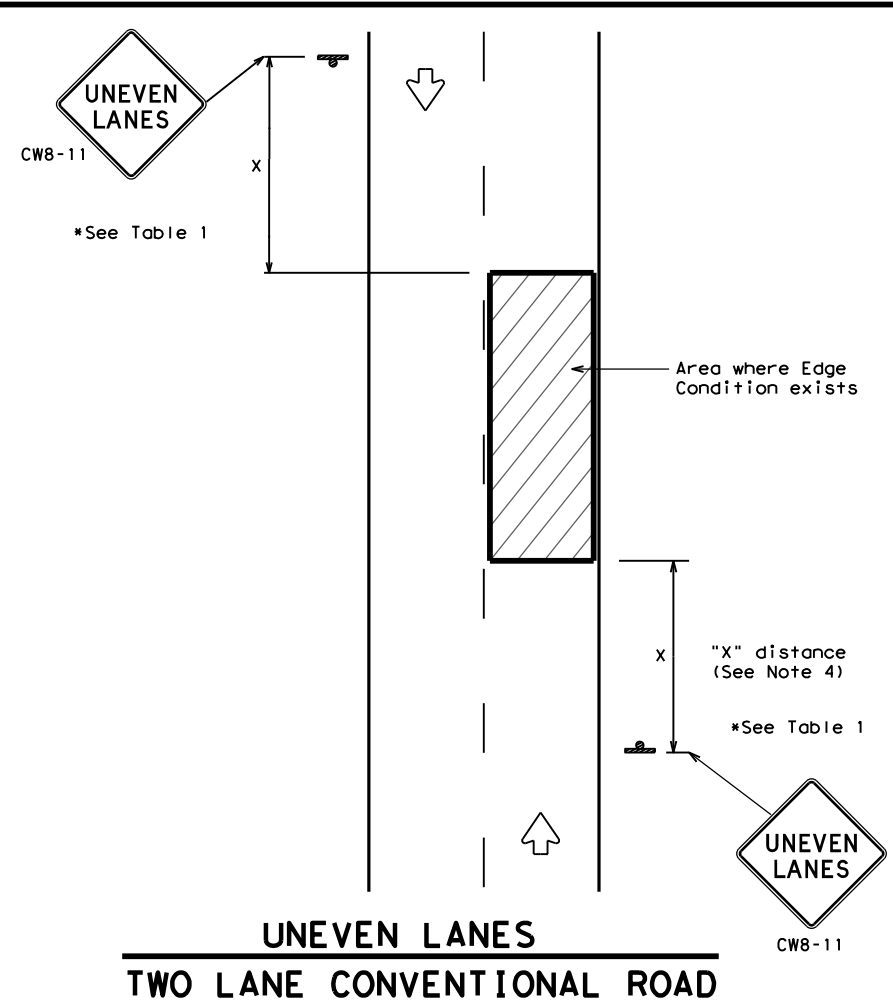 UNEVEN
LANES
CW8-11
X
*See Table 1
Area where Edge
Condition exists
X
"X" distance
(See Note 4)
*See Table 1
UNEVEN
LANES
CW8-11
UNEVEN LANES
TWO LANE CONVENTIONAL ROAD